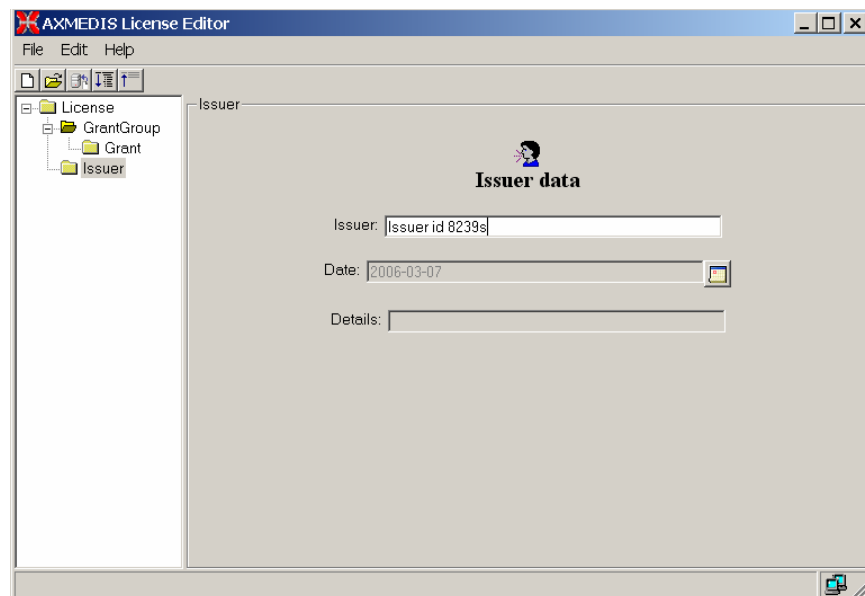 AXMEDIS License Editor
File Edit Help
License
GrantGroup
Grant
Issuer
Issuer
Issuer data
Issuer: Issuer id 8239s
Date: 2006-03-07
Details: